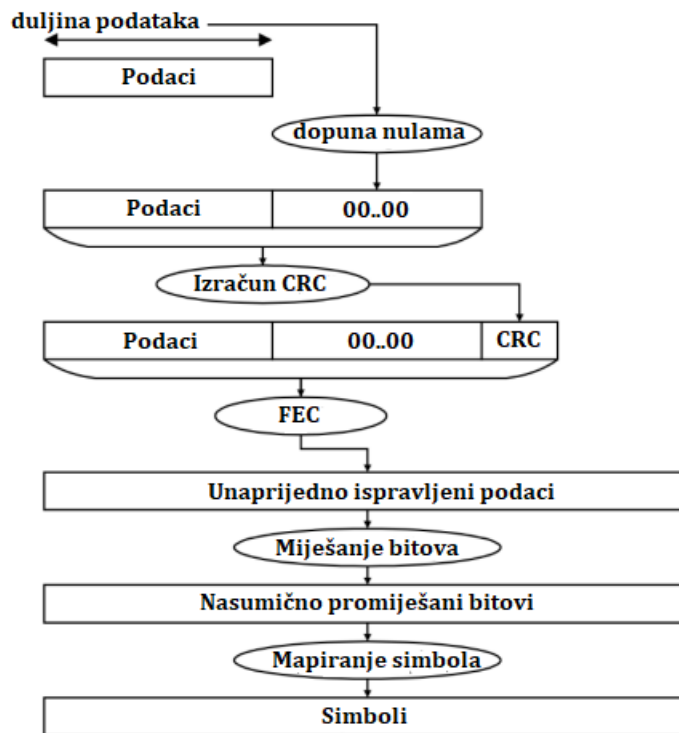 duljina podataka
Podaci
dopuna nulama
Podaci 00..00
Izračun CRC
Podaci 00..00 CRC
FEC
Unaprijedno ispravljeni podaci
Miješanje bitova
Nasumično promiješani bitovi
Mapiranje simbola
Simboli